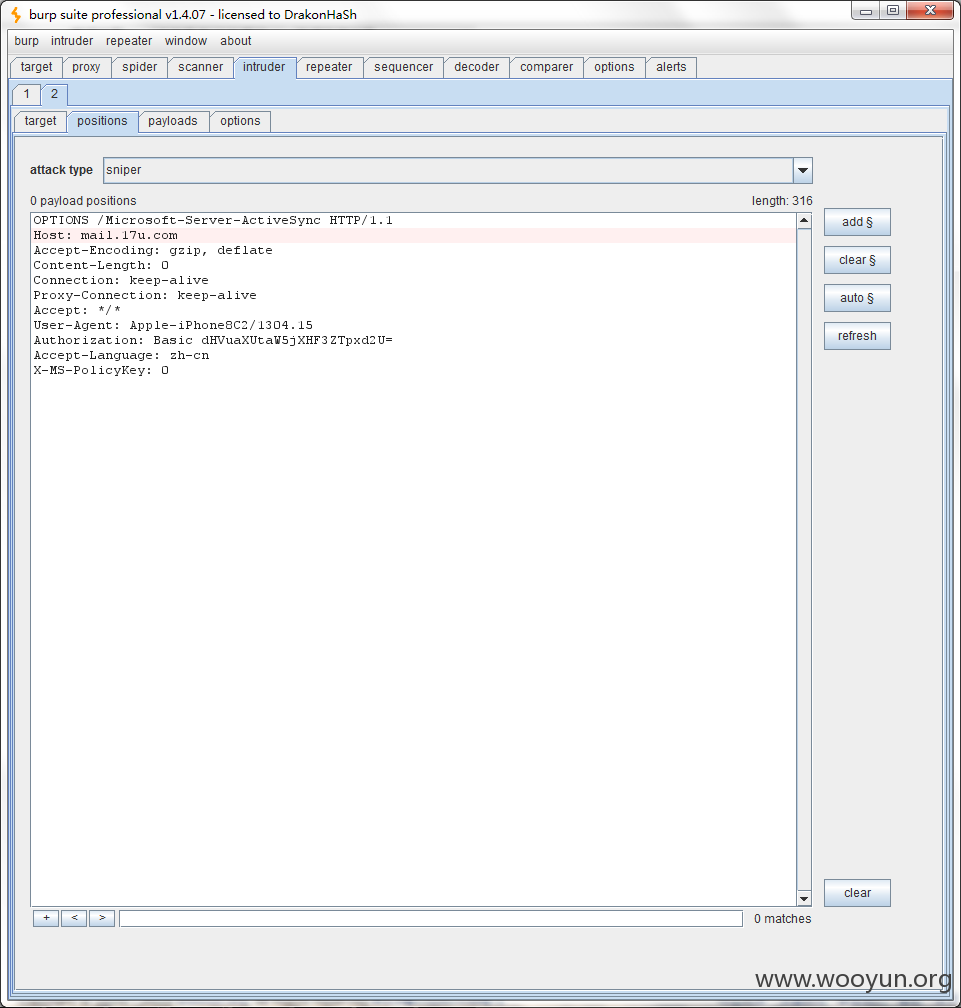 burp suite professional v1.4.07 - licensed to DrakonHaSh
burp intruder repeater window about
target proxy spider scanner intruder repeater sequencer decoder comparer options alerts
1 2
target positions payloads options
attack type sniper
0 payload positions length: 316
OPTIONS /Microsoft-Server-ActiveSync HTTP/1.1
Host: mail.17u.com
Accept-Encoding: gzip, deflate
Content-Length: 0
Connection: keep-alive
Proxy-Connection: keep-alive
Accept: */*
User-Agent: Apple-iPhone8C2/1304.15
Authorization: Basic dHVuaXUtaW5jXHF3ZTpxd2U=
Accept-Language: zh-cn
X-MS-PolicyKey: 0
add §
clear §
auto §
refresh
clear
+ < > 0 matches
www.wooyun.org